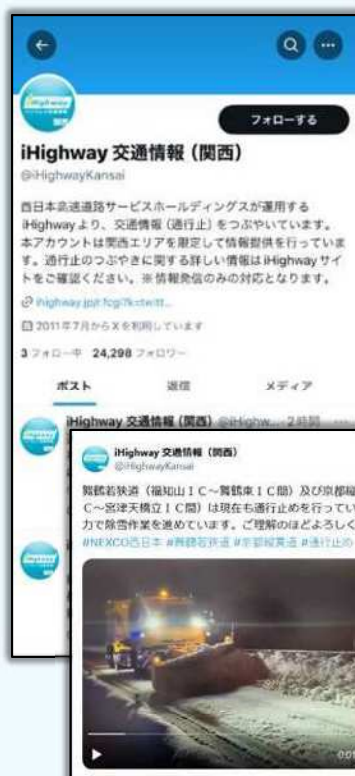 フォローする
iHighway 交通情報（関西）
@iHighwayKansai
西日本高速道路サービスホールディングスが運用する
iHighwayより、交通情報（通行止）をつぶやいています。
本アカウントは関西エリアを限定して情報提供を行っていま
す。通行止のつぶやきに関する詳しい情報はiHighwayサイ
トをご確認ください。※情報発信のみの対応となります。
2011年7月からXを利用しています
3 フォロー中 24,298 フォロワー
ポスト 返信 メディア
iHighway 交通情報（関西）@iHighw... ・2時間
iHighway 交通情報（関西）
@iHighwayKansai
舞鶴若狭道（福知山ＩＣ～舞鶴東ＩＣ間）及び京都縦
Ｃ～宮津天橋立ＩＣ間）は現在も通行止めを行ってい
力で除雪作業を進めています。ご理解のほどよろしく
#NEXCO西日本 #舞鶴若狭道 #京都縦貫道 #通行止め